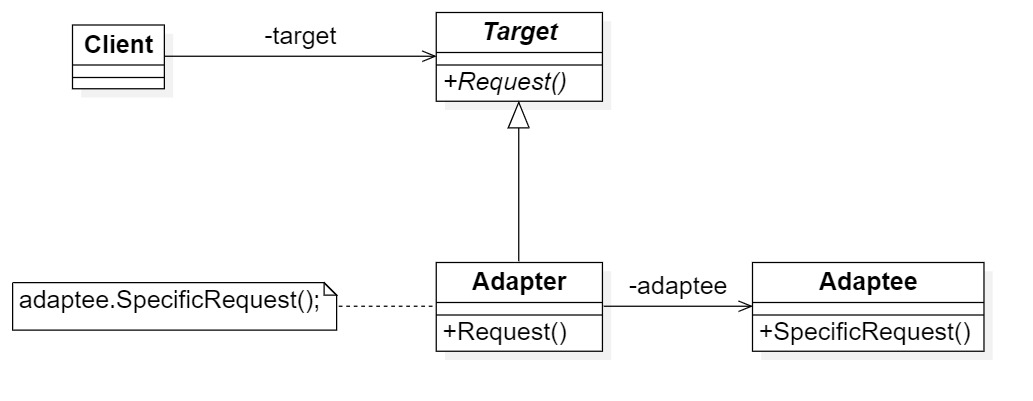 Client
-target
Target
+Request()
adaptee.SpecificRequest();
Adapter
+Request()
-adaptee
Adaptee
+SpecificRequest()